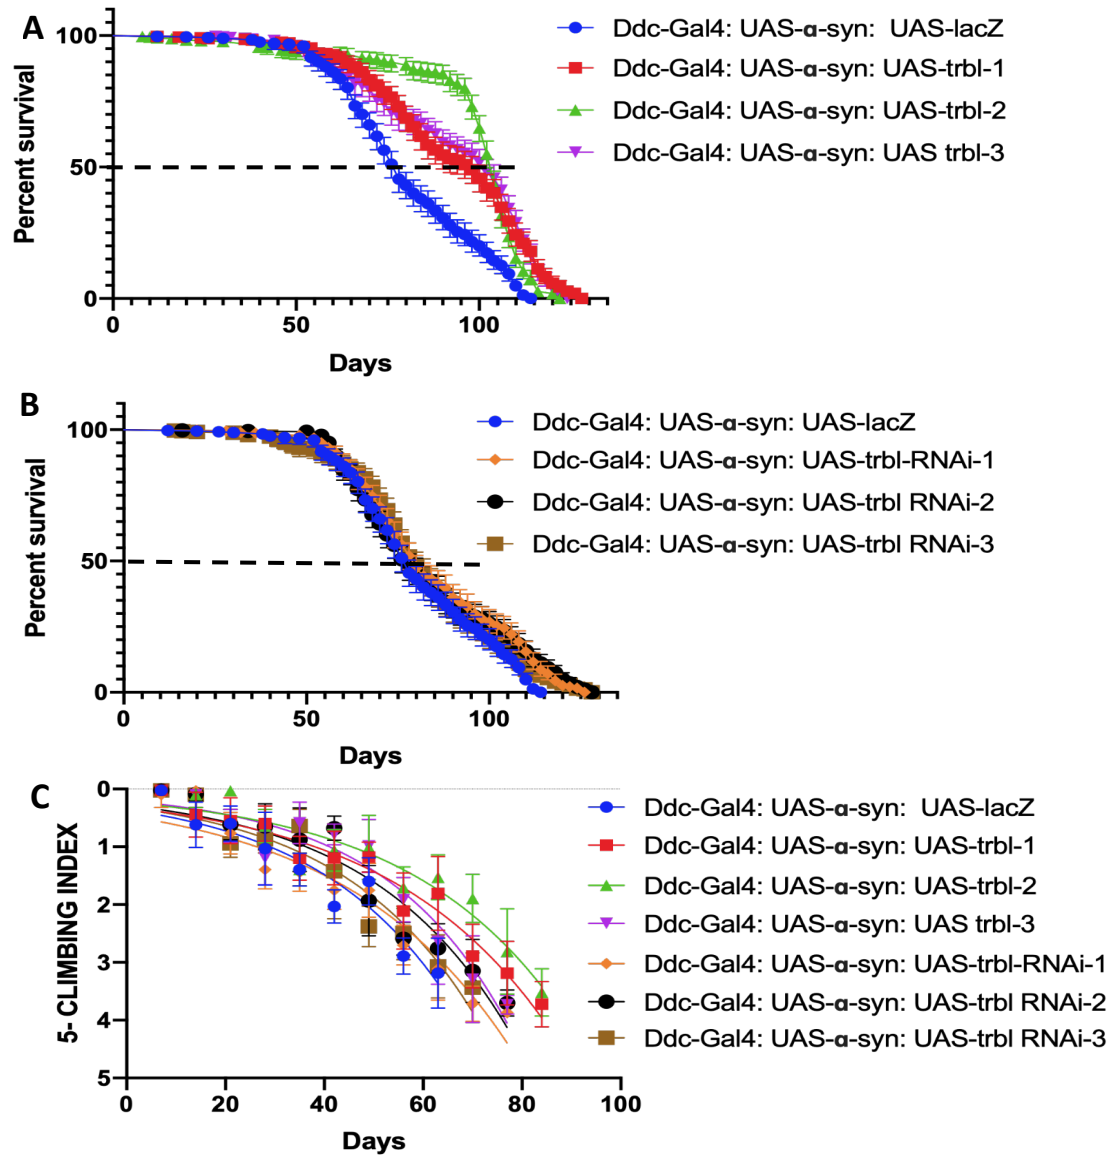 A
Percent survival
100
50
0
0
50
100
Days
Ddc-Gal4: UAS-α-syn: UAS-lacZ
Ddc-Gal4: UAS-α-syn: UAS-trbl-1
Ddc-Gal4: UAS-α-syn: UAS-trbl-2
Ddc-Gal4: UAS-α-syn: UAS trbl-3
B
Percent survival
100
50
0
0
50
100
Days
Ddc-Gal4: UAS-α-syn: UAS-lacZ
Ddc-Gal4: UAS-α-syn: UAS-trbl-RNAi-1
Ddc-Gal4: UAS-α-syn: UAS-trbl RNAi-2
Ddc-Gal4: UAS-α-syn: UAS-trbl RNAi-3
C
5- CLIMBING INDEX
0
1
2
3
4
5
0
20
40
60
80
100
Days
Ddc-Gal4: UAS-α-syn: UAS-lacZ
Ddc-Gal4: UAS-α-syn: UAS-trbl-1
Ddc-Gal4: UAS-α-syn: UAS-trbl-2
Ddc-Gal4: UAS-α-syn: UAS trbl-3
Ddc-Gal4: UAS-α-syn: UAS-trbl-RNAi-1
Ddc-Gal4: UAS-α-syn: UAS-trbl RNAi-2
Ddc-Gal4: UAS-α-syn: UAS-trbl RNAi-3